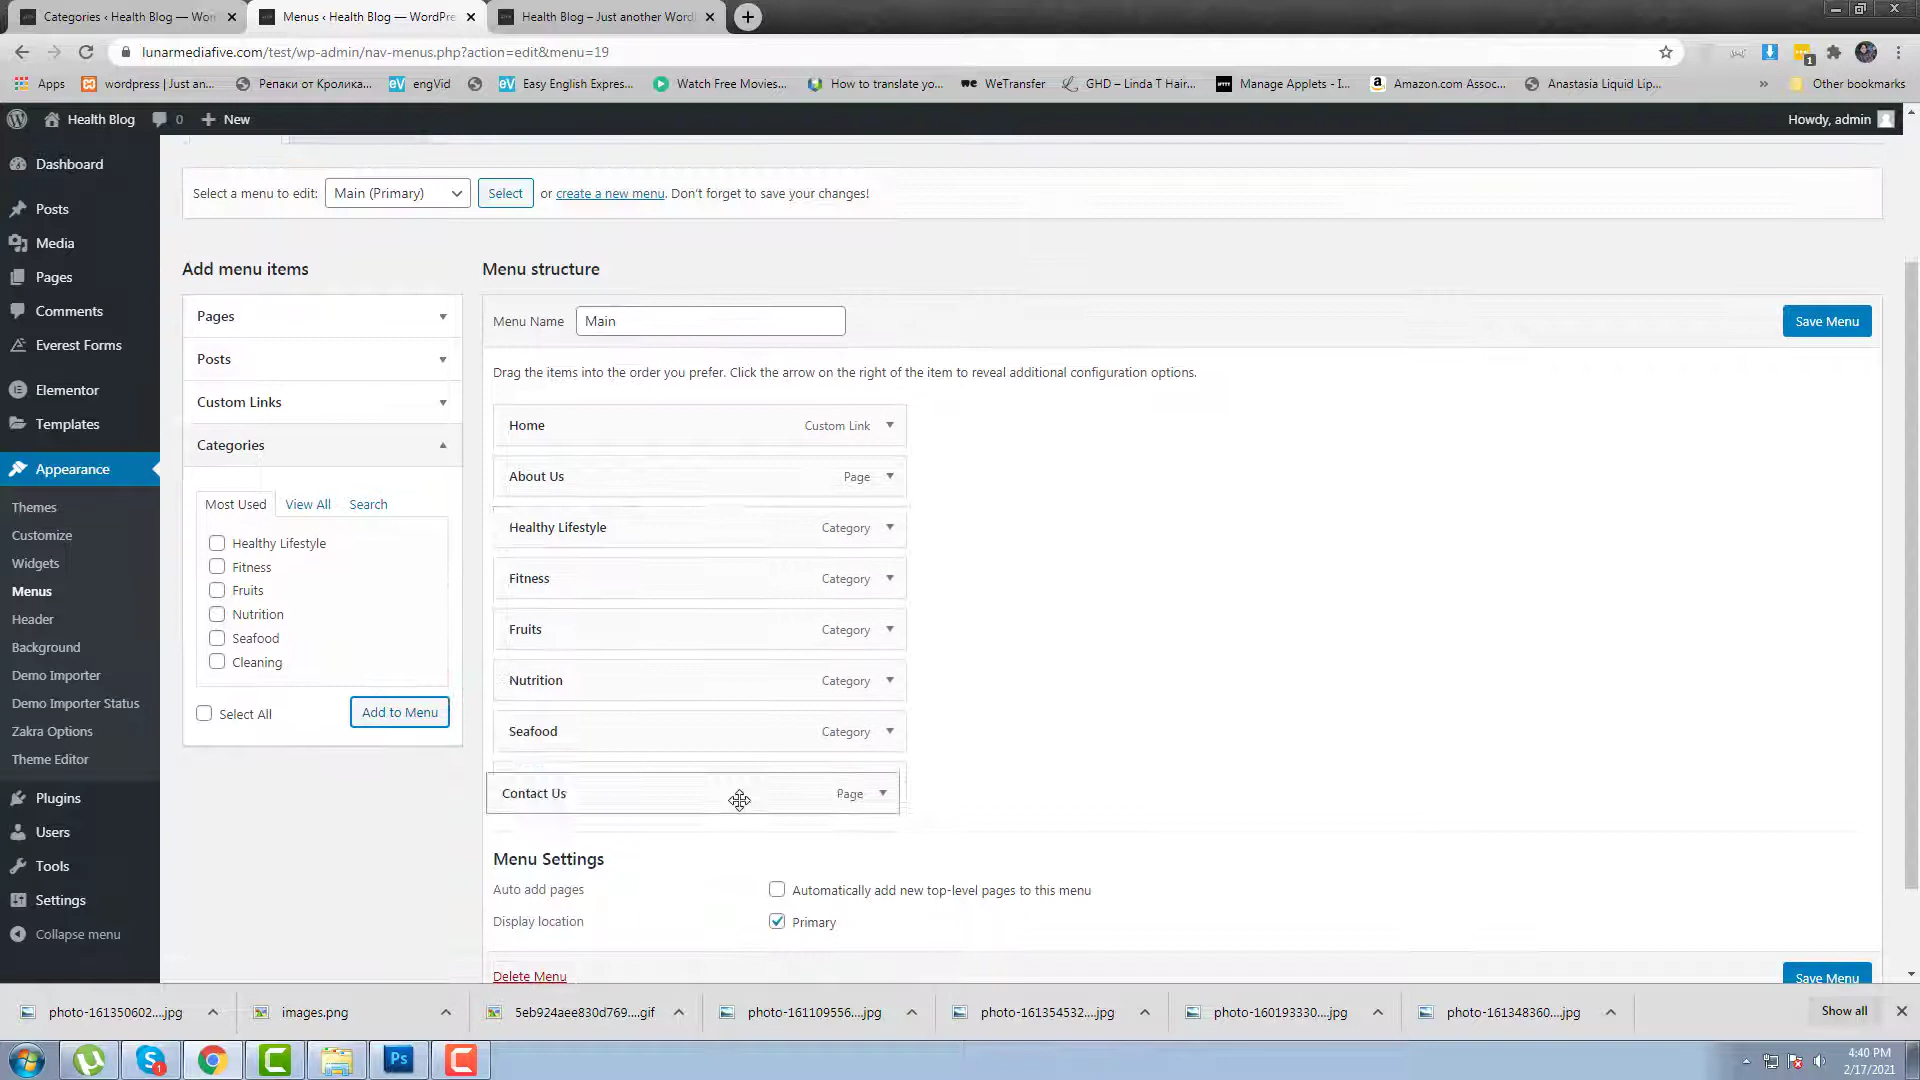 Categories ‹ Health Blog — Wor
Menus ‹ Health Blog — WordPre
Health Blog – Just another Word
lunarmediafive.com/test/wp-admin/nav-menus.php?action=edit&menu=19
Apps
wordpress | Just an...
Репаки от Кролика...
engVid
Easy English Expres...
Watch Free Movies...
How to translate yo...
WeTransfer
GHD – Linda T Hair...
Manage Applets - I...
Amazon.com Assoc...
Anastasia Liquid Lip...
Other bookmarks
Health Blog
0
New
Howdy, admin
Dashboard
Posts
Media
Pages
Comments
Everest Forms
Elementor
Templates
Appearance
Themes
Customize
Widgets
Menus
Header
Background
Demo Importer
Demo Importer Status
Zakra Options
Theme Editor
Plugins
Users
Tools
Settings
Collapse menu
Select a menu to edit: Main (Primary) Select or create a new menu. Don’t forget to save your changes!
Add menu items
Pages
Posts
Custom Links
Categories
Most Used View All Search
Healthy Lifestyle
Fitness
Fruits
Nutrition
Seafood
Cleaning
Select All
Add to Menu
Menu structure
Menu Name Main
Save Menu
Drag the items into the order you prefer. Click the arrow on the right of the item to reveal additional configuration options.
Home Custom Link
About Us Page
Healthy Lifestyle Category
Fitness Category
Fruits Category
Nutrition Category
Seafood Category
Contact Us Page
Menu Settings
Auto add pages Automatically add new top-level pages to this menu
Display location Primary
Delete Menu
Save Menu
photo-161350602....jpg
images.png
5eb924aee830d769....gif
photo-161109556....jpg
photo-161354532....jpg
photo-160193330....jpg
photo-161348360....jpg
Show all
Ps
4:40 PM
2/17/2021